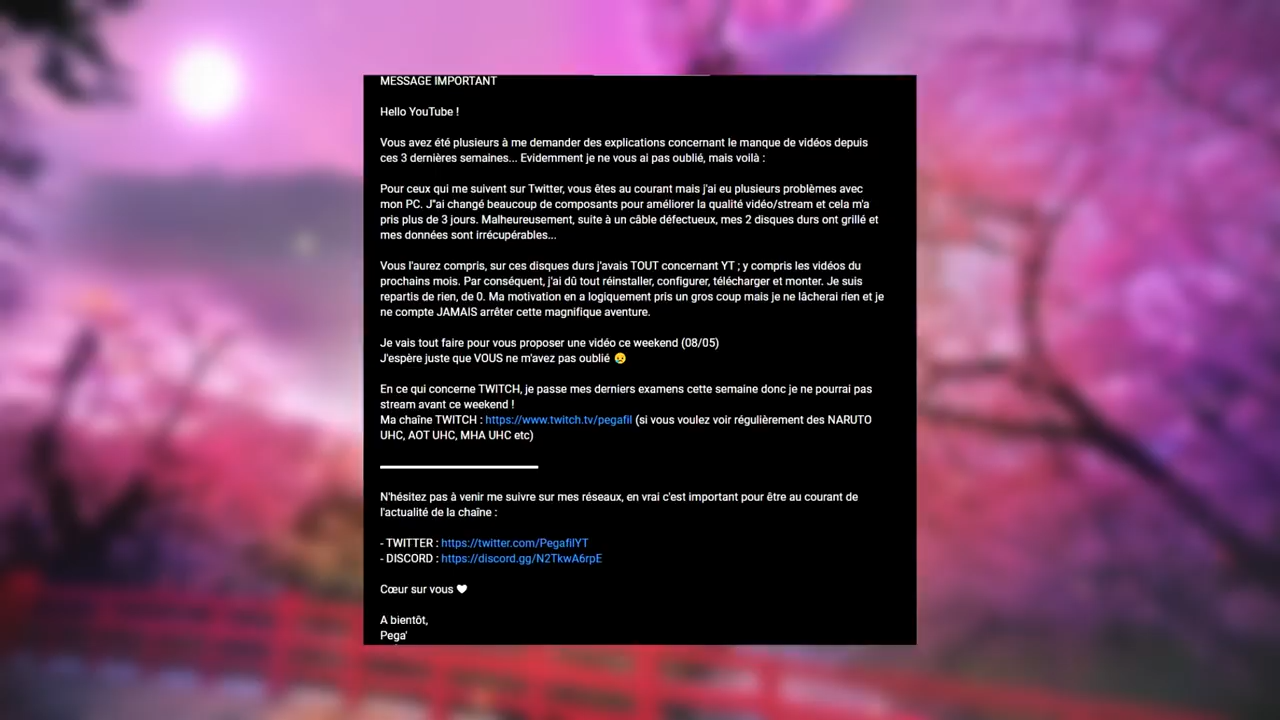 MESSAGE IMPORTANT
Hello YouTube !
Vous avez été plusieurs à me demander des explications concernant le manque de vidéos depuis
ces 3 dernières semaines... Evidemment je ne vous ai pas oublié, mais voilà :
Pour ceux qui me suivent sur Twitter, vous êtes au courant mais j'ai eu plusieurs problèmes avec
mon PC. J"ai changé beaucoup de composants pour améliorer la qualité vidéo/stream et cela m'a
pris plus de 3 jours. Malheureusement, suite à un câble défectueux, mes 2 disques durs ont grillé et
mes données sont irrécupérables...
Vous l'aurez compris, sur ces disques durs j'avais TOUT concernant YT ; y compris les vidéos du
prochains mois. Par conséquent, j'ai dû tout réinstaller, configurer, télécharger et monter. Je suis
repartis de rien, de 0. Ma motivation en a logiquement pris un gros coup mais je ne lâcherai rien et je
ne compte JAMAIS arrêter cette magnifique aventure.
Je vais tout faire pour vous proposer une vidéo ce weekend (08/05)
J'espère juste que VOUS ne m'avez pas oublié 😢
En ce qui concerne TWITCH, je passe mes derniers examens cette semaine donc je ne pourrai pas
stream avant ce weekend !
Ma chaîne TWITCH : https://www.twitch.tv/pegafil (si vous voulez voir régulièrement des NARUTO
UHC, AOT UHC, MHA UHC etc)
N'hésitez pas à venir me suivre sur mes réseaux, en vrai c'est important pour être au courant de
l'actualité de la chaîne :
- TWITTER : https://twitter.com/PegafilYT
- DISCORD : https://discord.gg/N2TkwA6rpE
Cœur sur vous 🤍
A bientôt,
Pega'